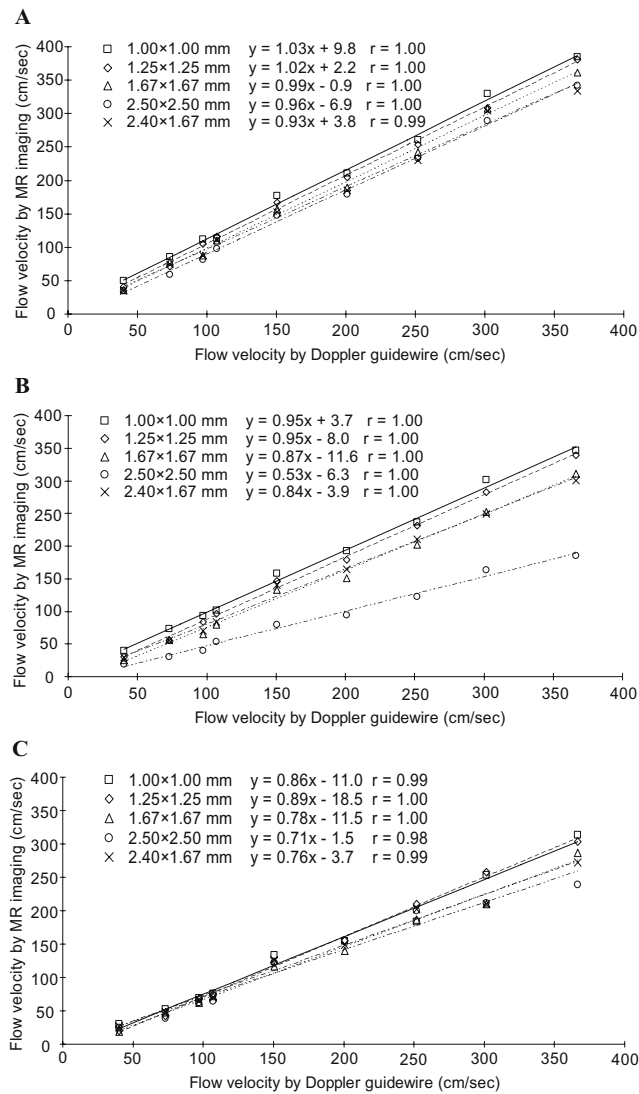 A
1.00×1.00 mm y = 1.03x + 9.8 r = 1.00
1.25×1.25 mm y = 1.02x + 2.2 r = 1.00
1.67×1.67 mm y = 0.99x - 0.9 r = 1.00
2.50×2.50 mm y = 0.96x - 6.9 r = 1.00
2.40×1.67 mm y = 0.93x + 3.8 r = 0.99
Flow velocity by MR imaging (cm/sec)
400
350
300
250
200
150
100
50
0
0 50 100 150 200 250 300 350 400
Flow velocity by Doppler guidewire (cm/sec)
B
1.00×1.00 mm y = 0.95x + 3.7 r = 1.00
1.25×1.25 mm y = 0.95x - 8.0 r = 1.00
1.67×1.67 mm y = 0.87x - 11.6 r = 1.00
2.50×2.50 mm y = 0.53x - 6.3 r = 1.00
2.40×1.67 mm y = 0.84x - 3.9 r = 1.00
Flow velocity by MR imaging (cm/sec)
400
350
300
250
200
150
100
50
0
0 50 100 150 200 250 300 350 400
Flow velocity by Doppler guidewire (cm/sec)
C
1.00×1.00 mm y = 0.86x - 11.0 r = 0.99
1.25×1.25 mm y = 0.89x - 18.5 r = 1.00
1.67×1.67 mm y = 0.78x - 11.5 r = 1.00
2.50×2.50 mm y = 0.71x - 1.5 r = 0.98
2.40×1.67 mm y = 0.76x - 3.7 r = 0.99
Flow velocity by MR imaging (cm/sec)
400
350
300
250
200
150
100
50
0
0 50 100 150 200 250 300 350 400
Flow velocity by Doppler guidewire (cm/sec)